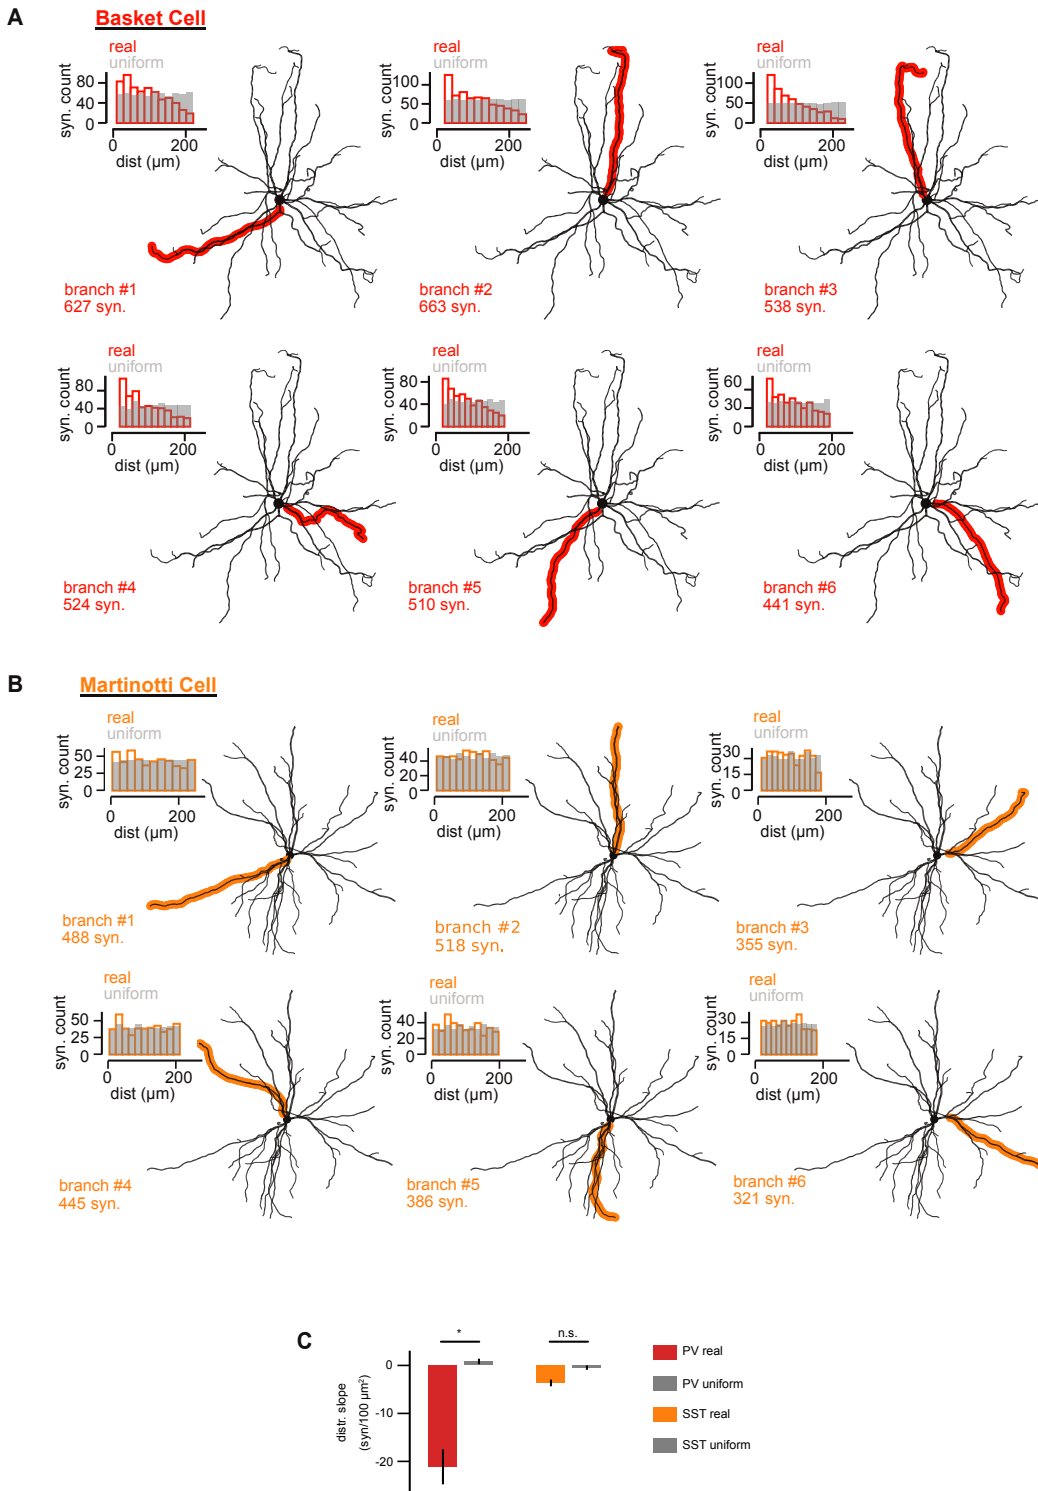 A
Basket Cell
real
uniform
syn. count
80
40
0
0
200
dist (µm)
branch #1
627 syn.
real
uniform
syn. count
100
50
0
0
200
dist (µm)
branch #2
663 syn.
real
uniform
syn. count
100
50
0
0
200
dist (µm)
branch #3
538 syn.
real
uniform
syn. count
80
40
0
0
200
dist (µm)
branch #4
524 syn.
real
uniform
syn. count
80
40
0
0
200
dist (µm)
branch #5
510 syn.
real
uniform
syn. count
60
30
0
0
200
dist (µm)
branch #6
441 syn.
B
Martinotti Cell
real
uniform
syn. count
50
25
0
0
200
dist (µm)
branch #1
488 syn.
real
uniform
syn. count
40
20
0
0
200
dist (µm)
branch #2
518 syn.
real
uniform
syn. count
30
15
0
0
200
dist (µm)
branch #3
355 syn.
real
uniform
syn. count
50
25
0
0
200
dist (µm)
branch #4
445 syn.
real
uniform
syn. count
40
20
0
0
200
dist (µm)
branch #5
386 syn.
real
uniform
syn. count
30
15
0
0
200
dist (µm)
branch #6
321 syn.
C
*
n.s.
distr. slope
(syn/100 µm²)
0
-10
-20
PV real
PV uniform
SST real
SST uniform